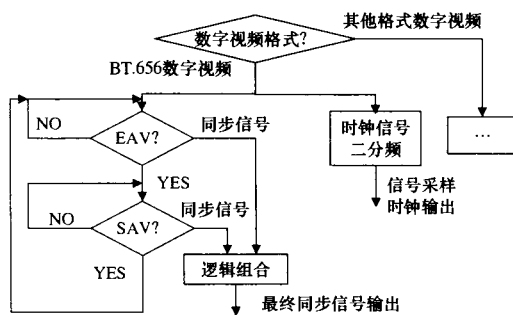 数字视频格式?
其他格式数字视频
BT.656数字视频
NO
EAV?
同步信号
时钟信号
二分频
...
YES
信号采样
时钟输出
NO
SAV?
同步信号
YES
逻辑组合
最终同步信号输出